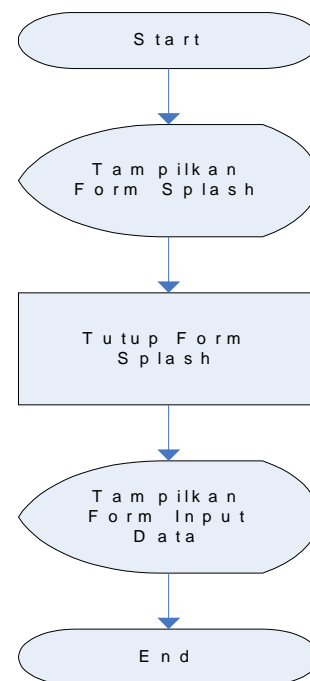 Start
Tampilkan
Form Splash
Tutup Form
Splash
Tampilkan
Form Input
Data
End